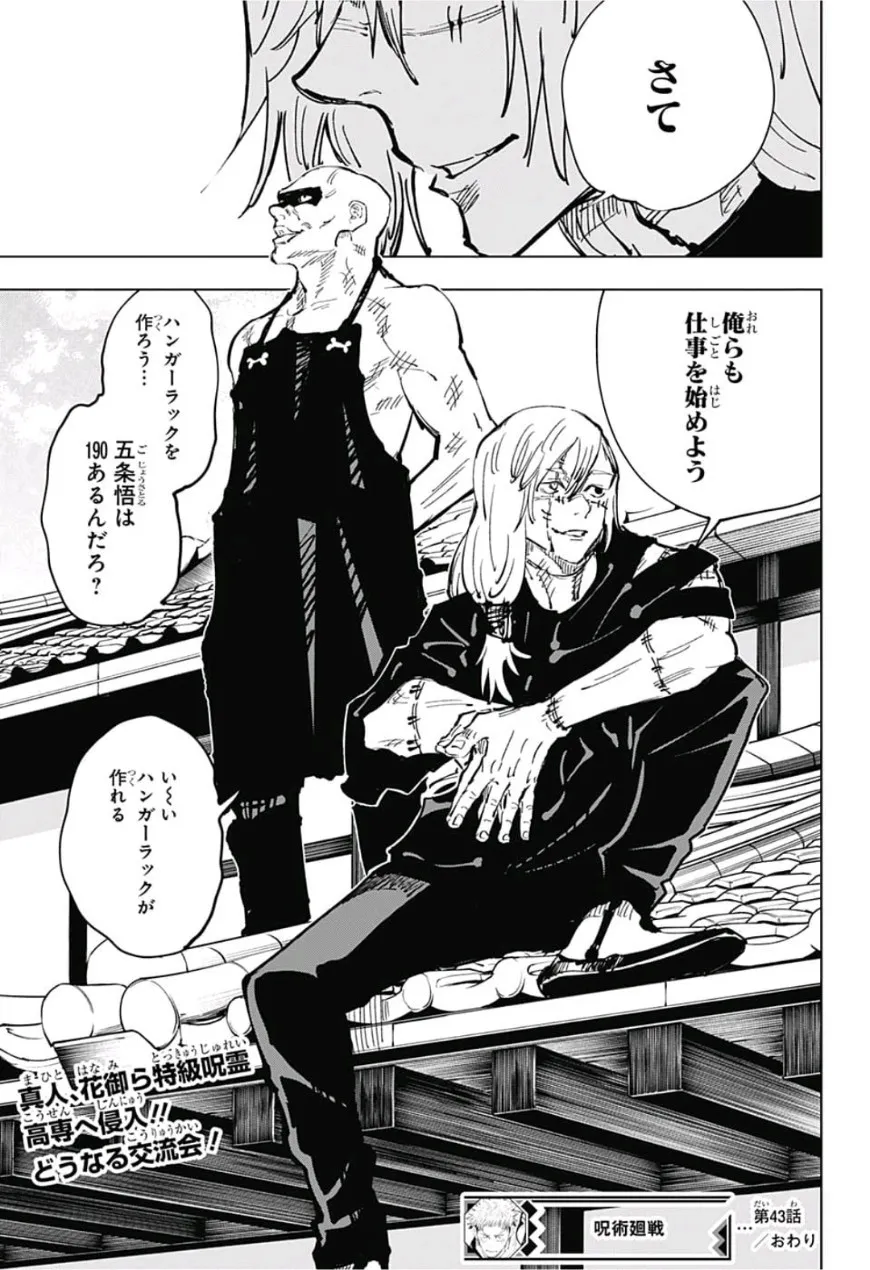 さて
俺らも
仕事を始めよう
ハンガーラックを
作ろう…
五条悟は
190あるんだろ?
い〜い
ハンガーラックが
作れる
真人、花御ら特級呪霊
高専へ侵入!!
どうなる交流会!
呪術廻戦
…第43話
/おわり